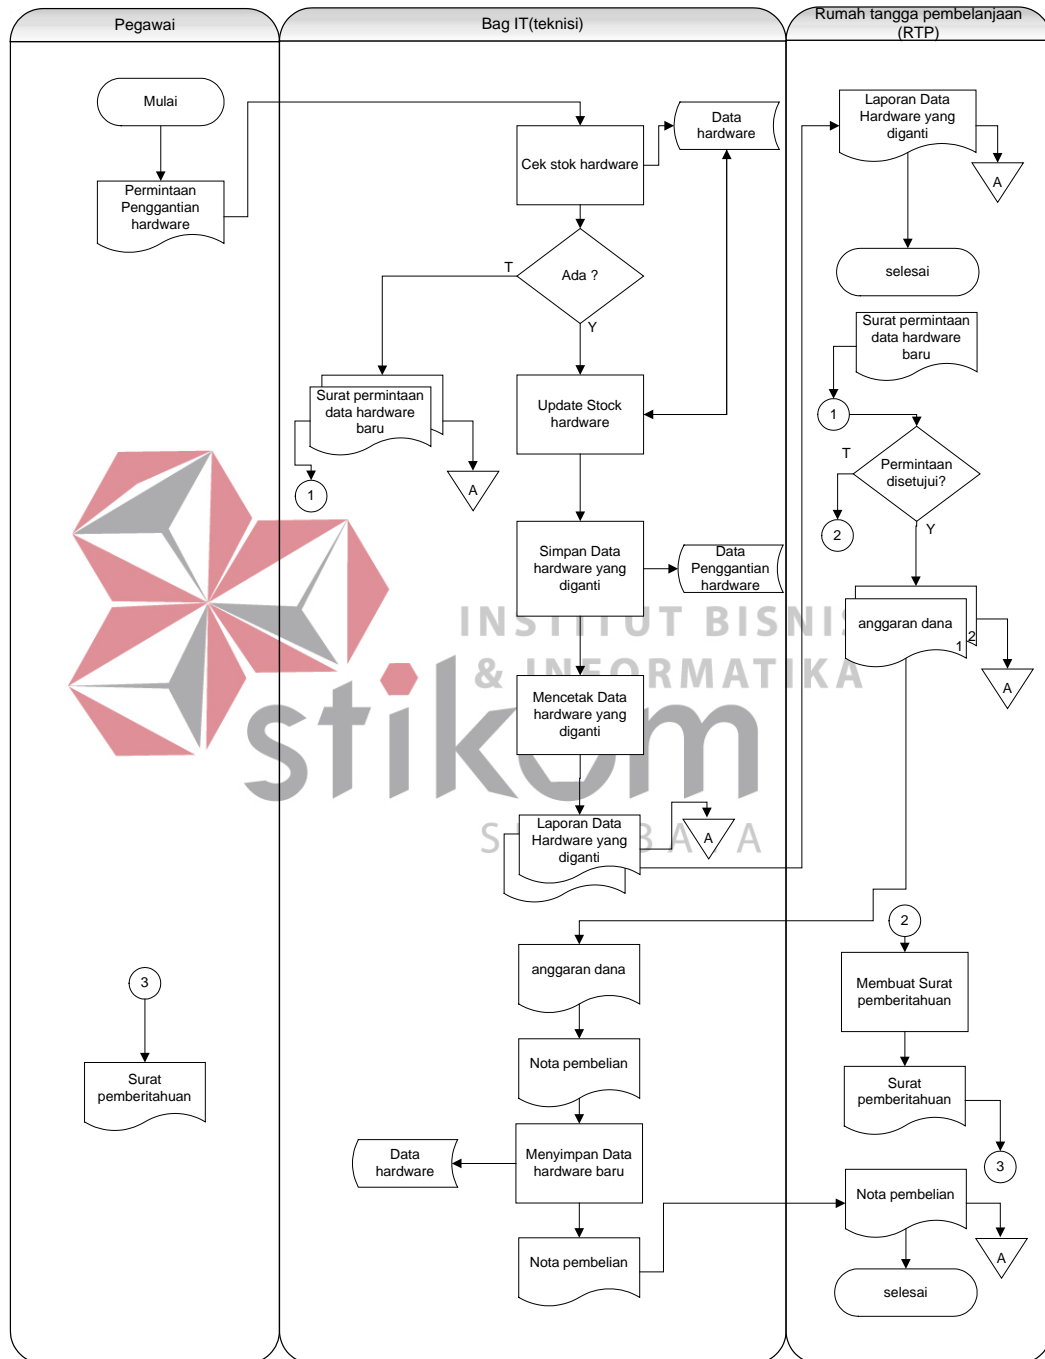 Pegawai
Bag IT(teknisi)
Rumah tangga pembelanjaan
(RTP)
Mulai
Permintaan
Penggantian
hardware
Cek stok hardware
Data
hardware
Ada ?
T
Y
Surat permintaan
data hardware
baru
1
A
Update Stock
hardware
Simpan Data
hardware yang
diganti
Data
Penggantian
hardware
Mencetak Data
hardware yang
diganti
Laporan Data
Hardware yang
diganti
A
Laporan Data
Hardware yang
diganti
A
selesai
Surat permintaan
data hardware
baru
1
Permintaan
disetujui?
T
2
Y
anggaran dana
1
2
A
INSTITUT BISNIS
& INFORMATIKA
stikom
SURABAYA
anggaran dana
Nota pembelian
Menyimpan Data
hardware baru
Data
hardware
Nota pembelian
2
Membuat Surat
pemberitahuan
Surat
pemberitahuan
3
Nota pembelian
A
selesai
3
Surat
pemberitahuan